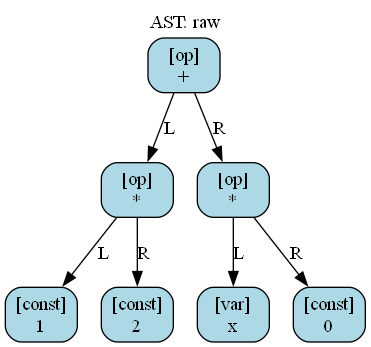 AST: raw
[op]
+
L
R
[op]
*
[op]
*
L
R
L
R
[const]
1
[const]
2
[var]
x
[const]
0